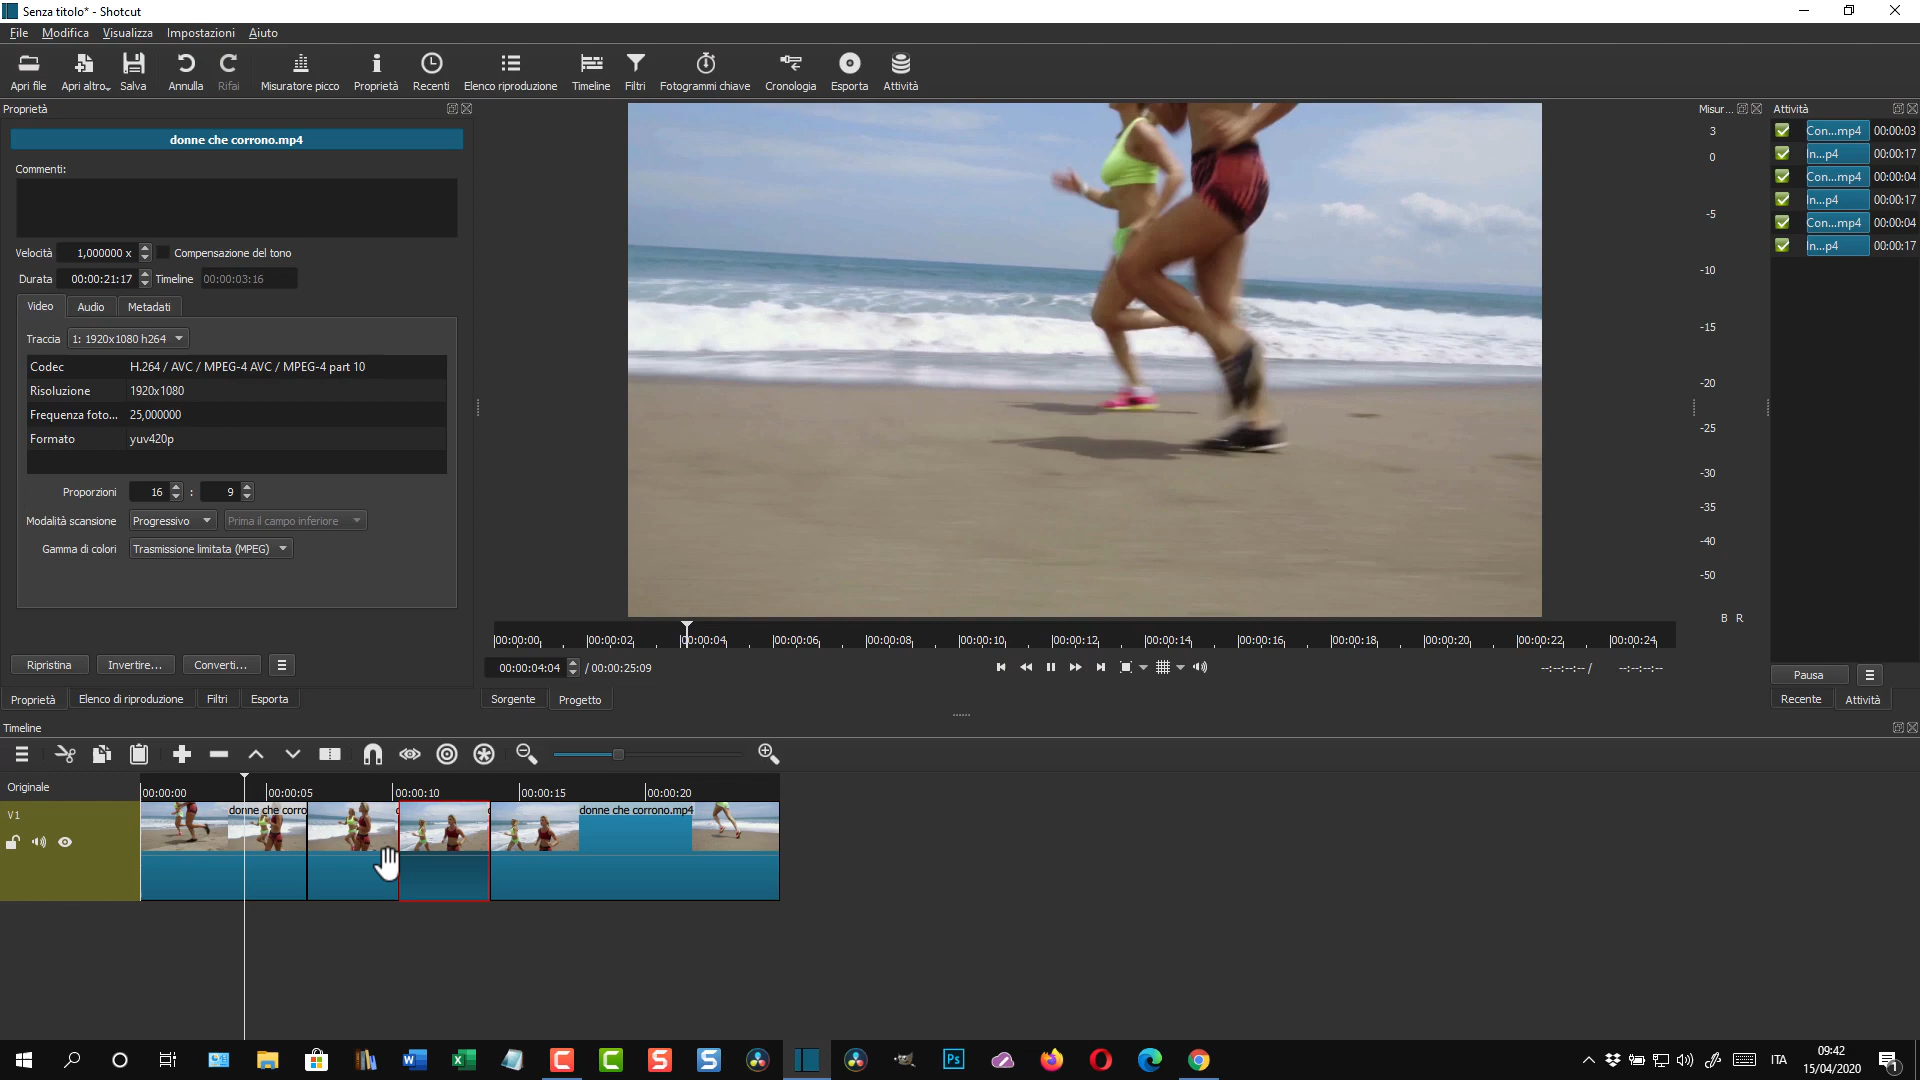 Senza titolo* - Shotcut
File Modifica Visualizza Impostazioni Aiuto
Apri file Apri altro Salva Annulla Rifai Misuratore picco Proprietà Recenti Elenco riproduzione Timeline Filtri Fotogrammi chiave Cronologia Esporta Attività
Proprietà
donne che corrono.mp4
Commenti:
Velocità 1,000000 x Compensazione del tono
Durata 00:00:21:17 Timeline 00:00:03:16
Video Audio Metadati
Traccia 1: 1920x1080 h264
Codec H.264 / AVC / MPEG-4 AVC / MPEG-4 part 10
Risoluzione 1920x1080
Frequenza foto... 25,000000
Formato yuv420p
Proporzioni 16 : 9
Modalità scansione Progressivo Prima il campo inferiore
Gamma di colori Trasmissione limitata (MPEG)
Ripristina Invertire... Converti...
Proprietà Elenco di riproduzione Filtri Esporta
00:00:00 00:00:02 00:00:04 00:00:06 00:00:08 00:00:10 00:00:12 00:00:14 00:00:16 00:00:18 00:00:20 00:00:22 00:00:24
00:00:04:04 / 00:00:25:09 --:--:--:-- / --:--:--:--
Sorgente Progetto
Misur...
3
0
-5
-10
-15
-20
-25
-30
-35
-40
-50
B R
Attività
Con...mp4 00:00:03
In...p4 00:00:17
Con...mp4 00:00:04
In...p4 00:00:17
Con...mp4 00:00:04
In...p4 00:00:17
Pausa
Recente Attività
Timeline
Originale
00:00:00 00:00:05 00:00:10 00:00:15 00:00:20
V1
donne che corro
donne che corrono.mp4
ITA
09:42
15/04/2020
1